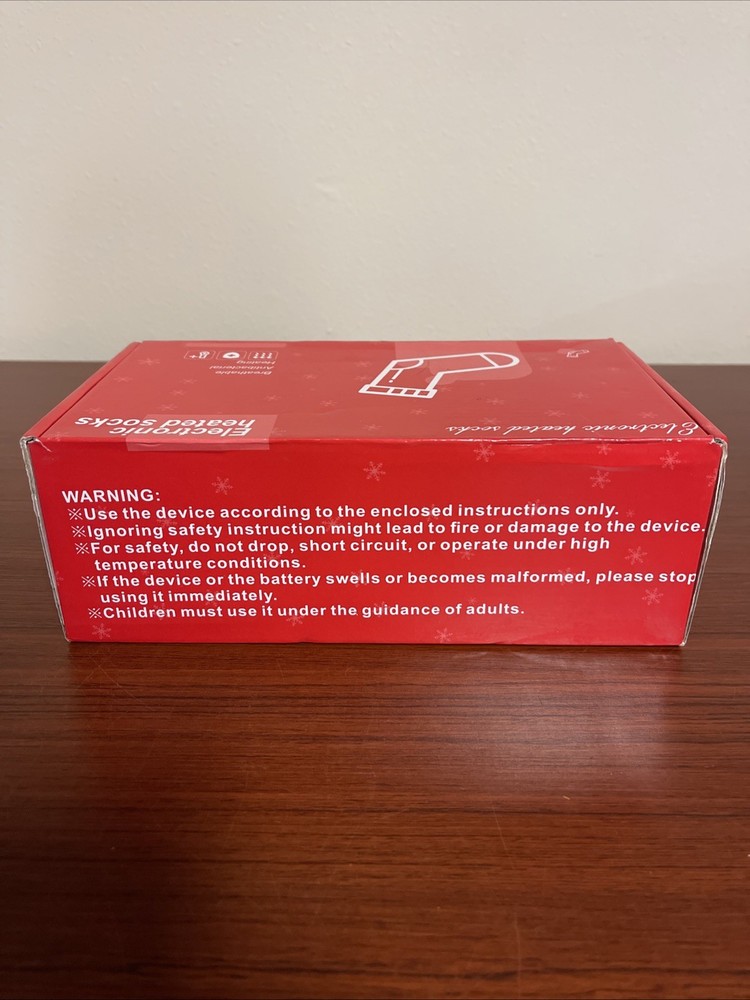 Breathable
Antibacterial
Heating
Electronic
heated socks
Electronic heated socks
WARNING:
※Use the device according to the enclosed instructions only.
※Ignoring safety instruction might lead to fire or damage to the device.
※For safety, do not drop, short circuit, or operate under high
temperature conditions.
※If the device or the battery swells or becomes malformed, please stop
using it immediately.
※Children must use it under the guidance of adults.